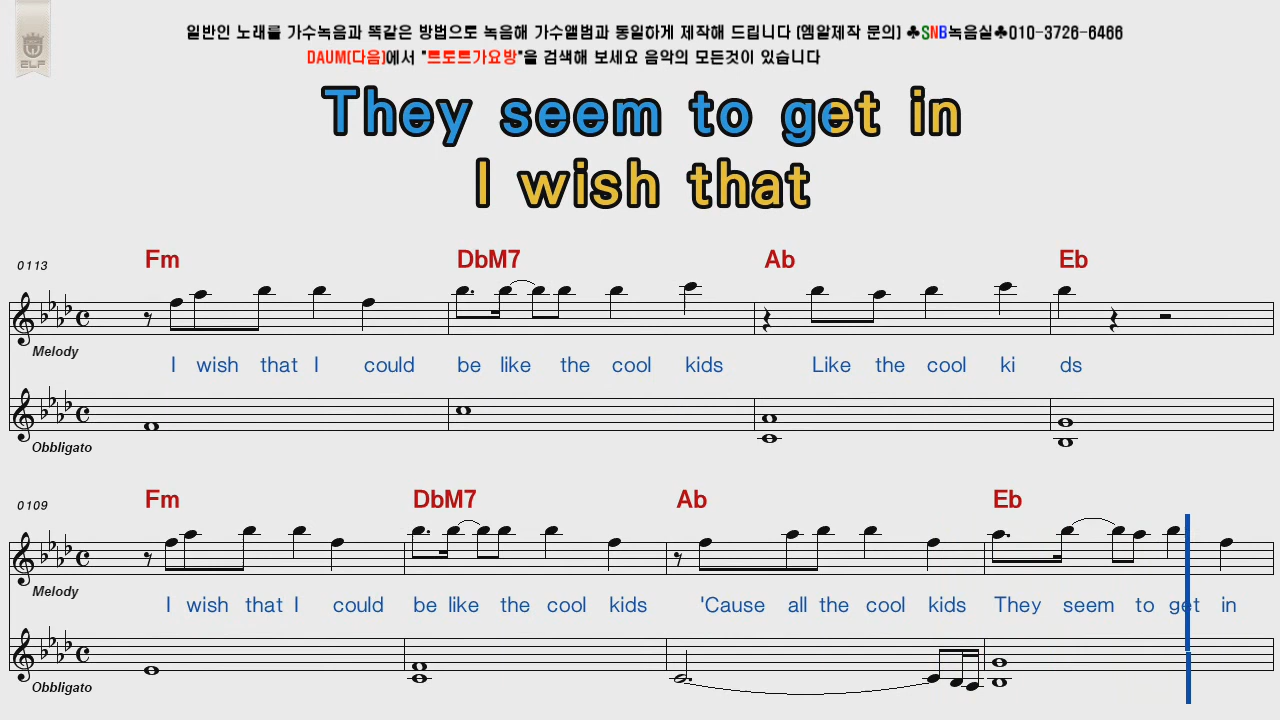 일반인 노래를 가수녹음과 똑같은 방법으로 녹음해 가수앨범과 동일하게 제작해 드립니다 (엠알제작 문의) ♣SNB녹음실♣010-3726-6466
DAUM(다음)에서 "트로트가요방"을 검색해 보세요 음악의 모든것이 있습니다
ELF
They seem to get in
I wish that
0113 Fm DbM7 Ab Eb
Melody
I wish that I could be like the cool kids Like the cool ki ds
Obbligato
0109 Fm DbM7 Ab Eb
Melody
I wish that I could be like the cool kids 'Cause all the cool kids They seem to get in
Obbligato